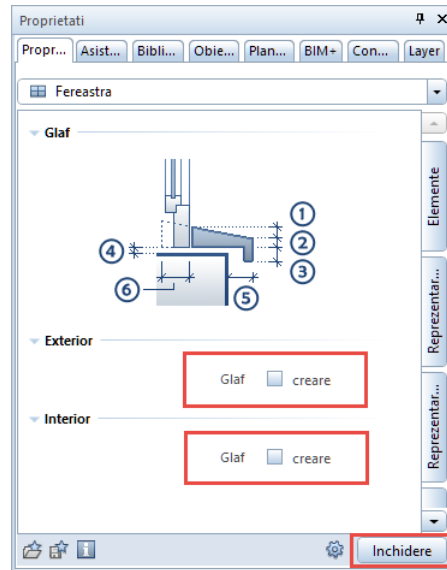 Proprietati
Propr... Asist... Bibli... Obie... Plan... BIM+ Con... Layer
Fereastra
Glaf
1
2
3
4
5
6
Exterior
Glaf creare
Interior
Glaf creare
Elemente
Reprezentar...
Reprezentar...
Inchidere